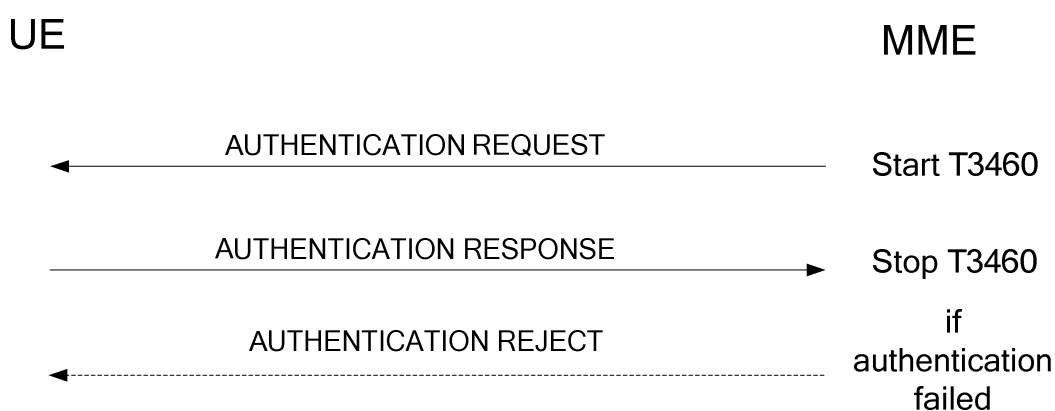 UE
MME
AUTHENTICATION REQUEST
Start T3460
AUTHENTICATION RESPONSE
Stop T3460
AUTHENTICATION REJECT
if
authentication
failed